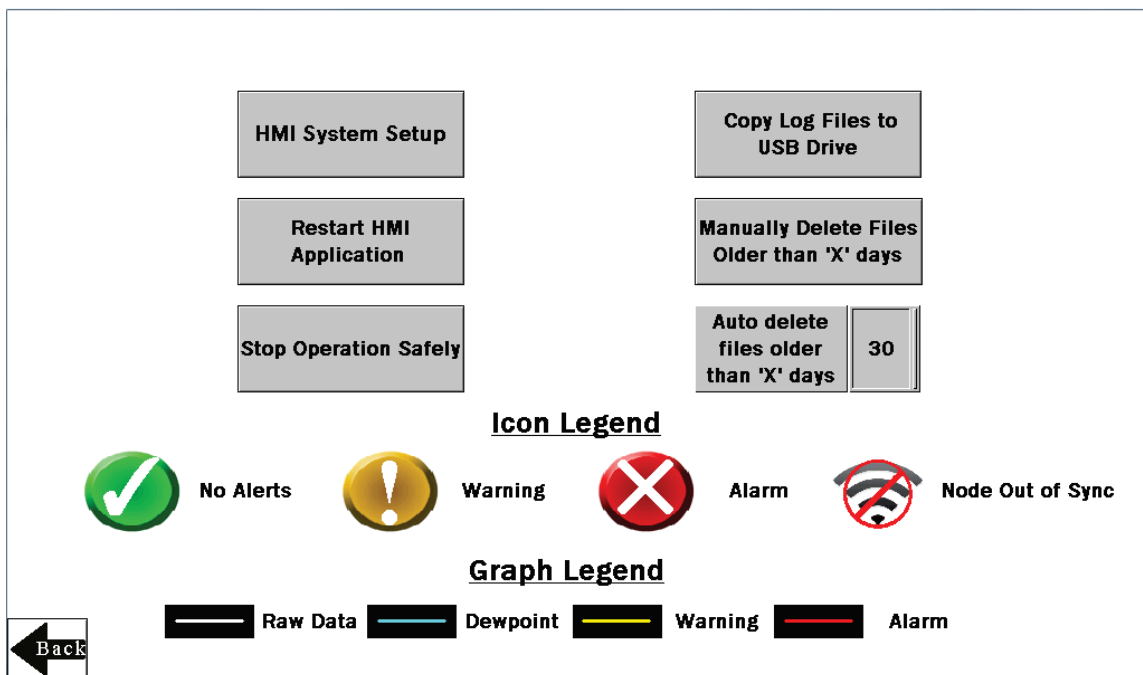 HMI System Setup
Copy Log Files to
USB Drive
Restart HMI
Application
Manually Delete Files
Older than 'X' days
Stop Operation Safely
Auto delete
files older
than 'X' days
30
Icon Legend
No Alerts
Warning
Alarm
Node Out of Sync
Graph Legend
Raw Data
Dewpoint
Warning
Alarm
Back